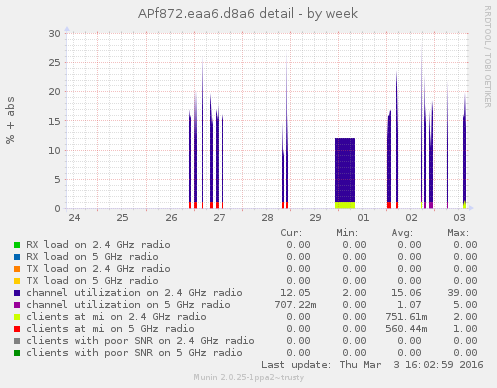 APf872.eaa6.d8a6 detail - by week
RRDTOOL / TOBI OETIKER
% + abs
30
25
20
15
10
5
0
24 25 26 27 28 29 01 02 03
Cur: Min: Avg: Max:
RX load on 2.4 GHz radio 0.00 0.00 0.00 0.00
RX load on 5 GHz radio 0.00 0.00 0.00 0.00
TX load on 2.4 GHz radio 0.00 0.00 0.00 0.00
TX load on 5 GHz radio 0.00 0.00 0.00 0.00
channel utilization on 2.4 GHz radio 12.05 2.00 15.06 39.00
channel utilization on 5 GHz radio 707.22m 0.00 1.07 5.00
clients at mi on 2.4 GHz radio 0.00 0.00 751.61m 2.00
clients at mi on 5 GHz radio 0.00 0.00 560.44m 1.00
clients with poor SNR on 2.4 GHz radio 0.00 0.00 0.00 0.00
clients with poor SNR on 5 GHz radio 0.00 0.00 0.00 0.00
Last update: Thu Mar 3 16:02:59 2016
Munin 2.0.25-1ppa2~trusty